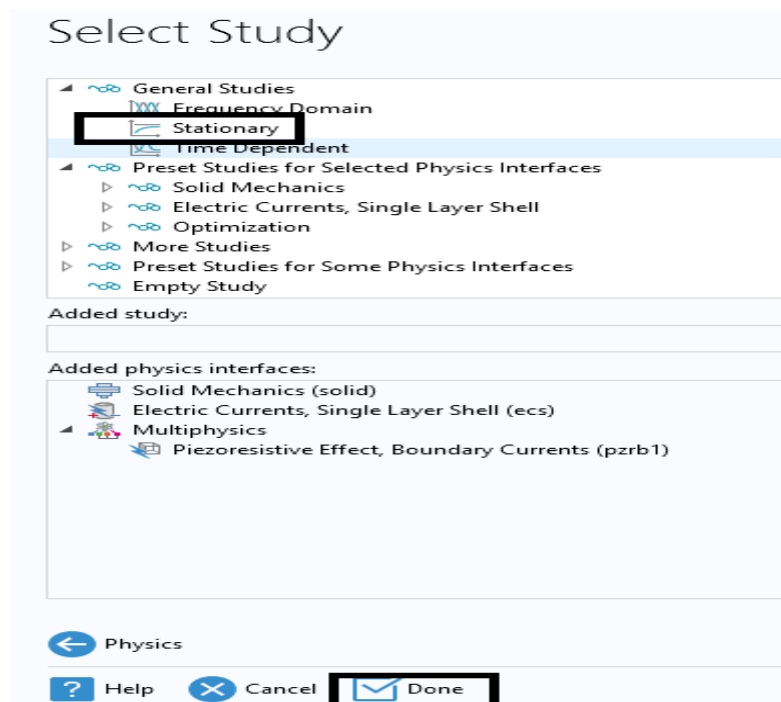 Select Study
General Studies
Frequency Domain
Stationary
Time Dependent
Preset Studies for Selected Physics Interfaces
Solid Mechanics
Electric Currents, Single Layer Shell
Optimization
More Studies
Preset Studies for Some Physics Interfaces
Empty Study
Added study:
Added physics interfaces:
Solid Mechanics (solid)
Electric Currents, Single Layer Shell (ecs)
Multiphysics
Piezoresistive Effect, Boundary Currents (pzrb1)
Physics
? Help Cancel Done